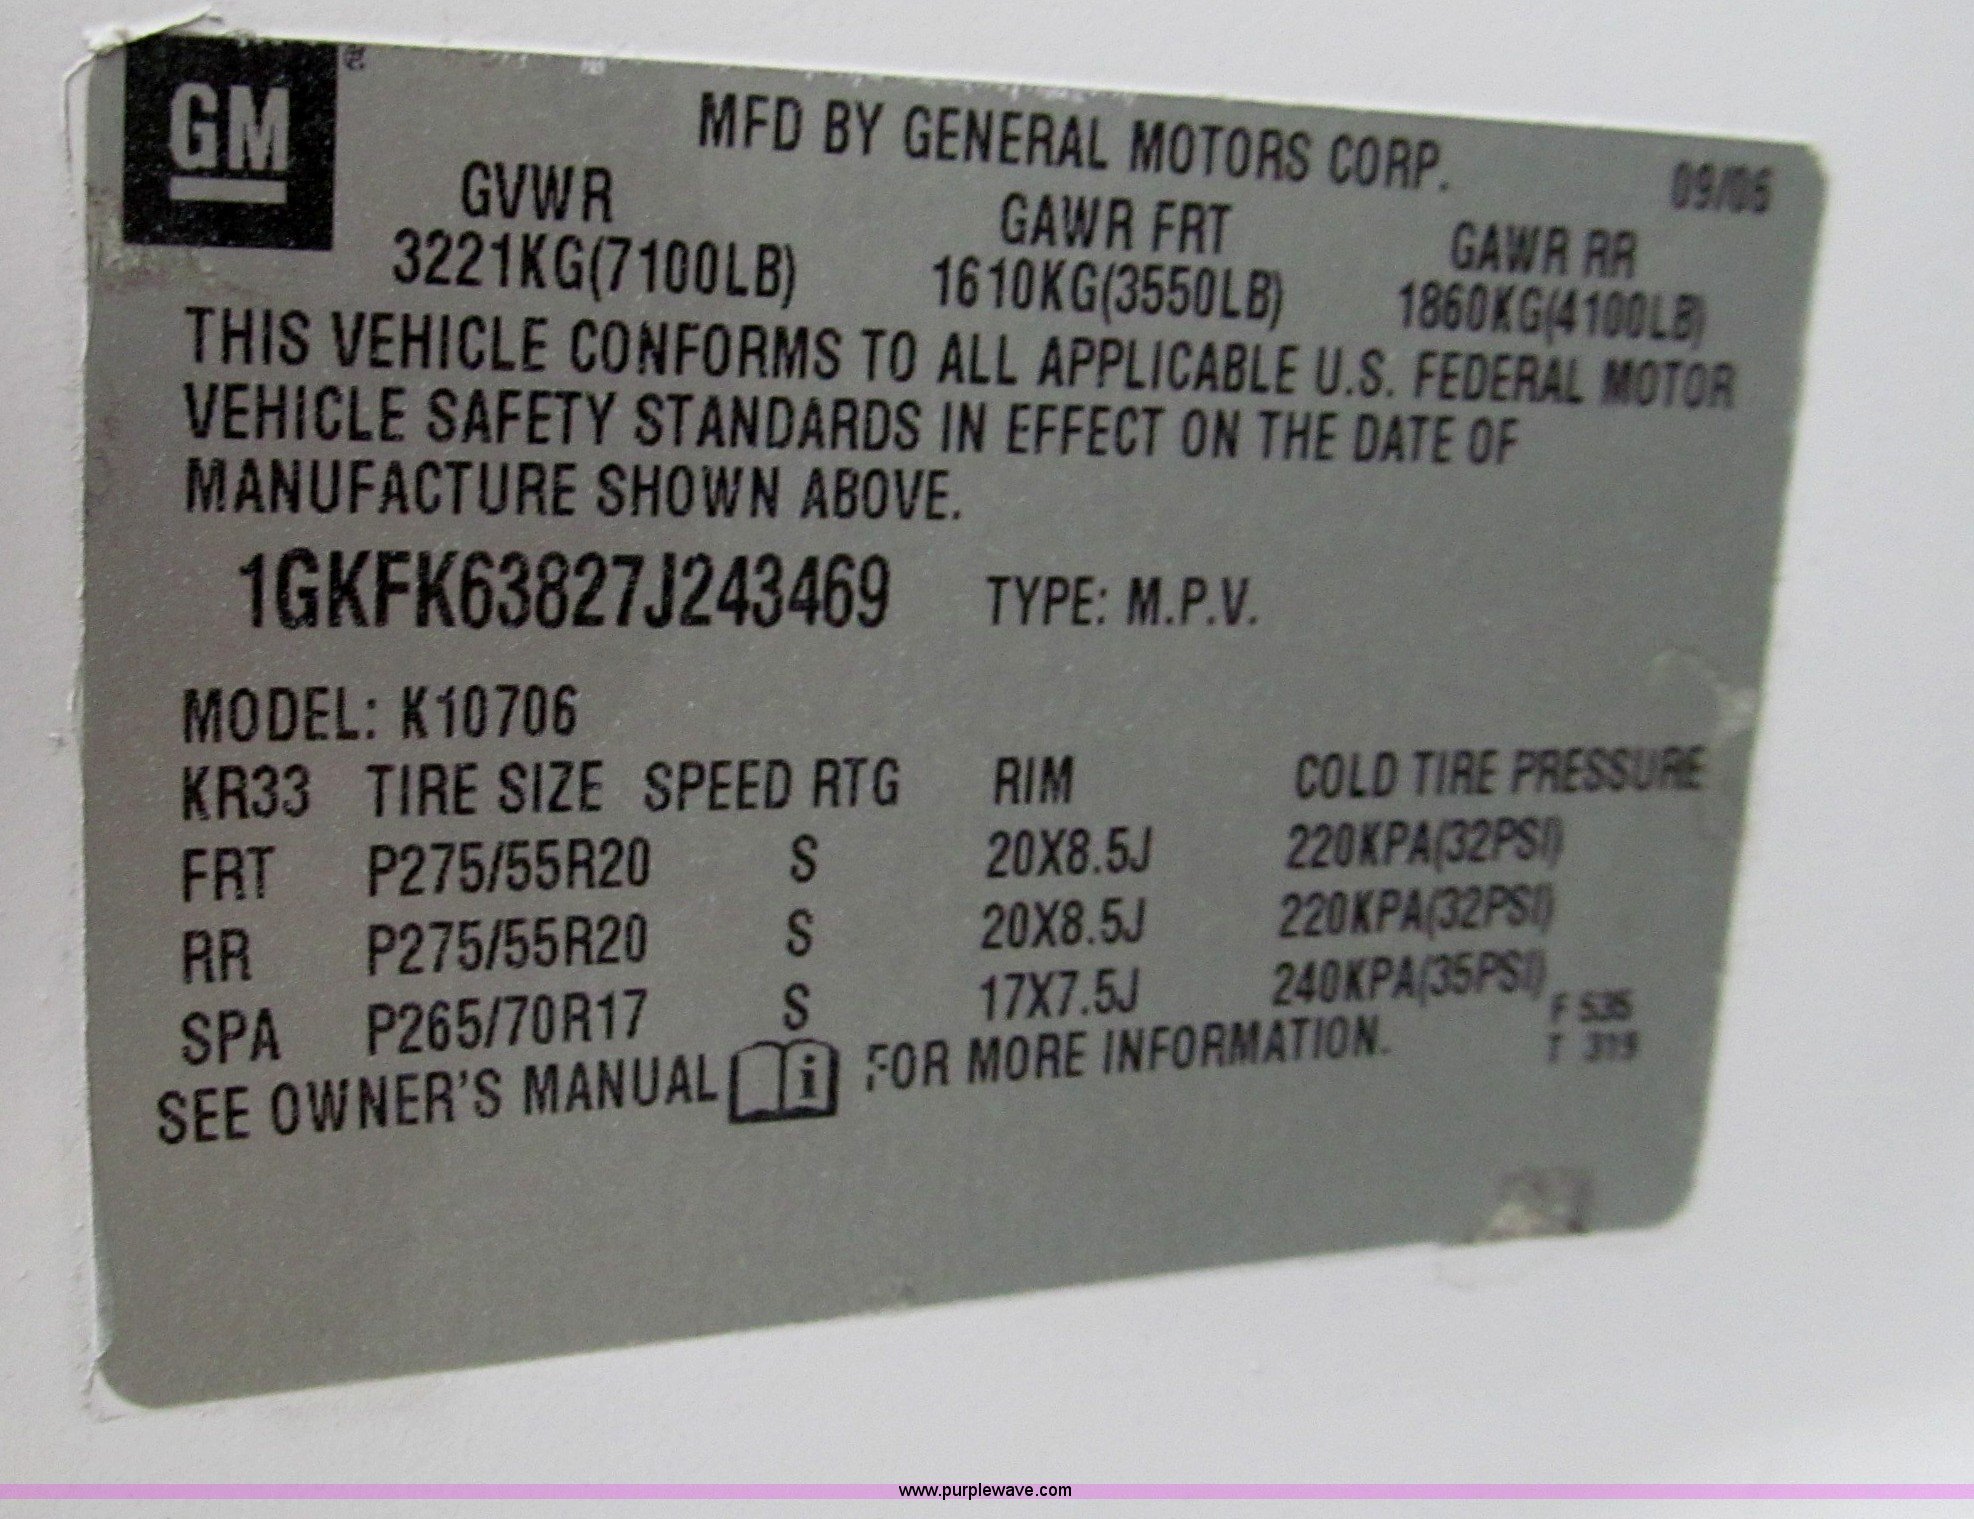 GM
MFD BY GENERAL MOTORS CORP.
09/06
GVWR
GAWR FRT
GAWR RR
3221KG(7100LB)
1610KG(3550LB)
1860KG(4100LB)
THIS VEHICLE CONFORMS TO ALL APPLICABLE U.S. FEDERAL MOTOR
VEHICLE SAFETY STANDARDS IN EFFECT ON THE DATE OF
MANUFACTURE SHOWN ABOVE.
1GKFK63827J243469 TYPE: M.P.V.
MODEL: K10706
KR33 TIRE SIZE SPEED RTG RIM COLD TIRE PRESSURE
FRT P275/55R20 S 20X8.5J 220KPA(32PSI)
RR P275/55R20 S 20X8.5J 220KPA(32PSI)
SPA P265/70R17 S 17X7.5J 240KPA(35PSI)
F 535
T 319
SEE OWNER'S MANUAL i FOR MORE INFORMATION.
www.purplewave.com